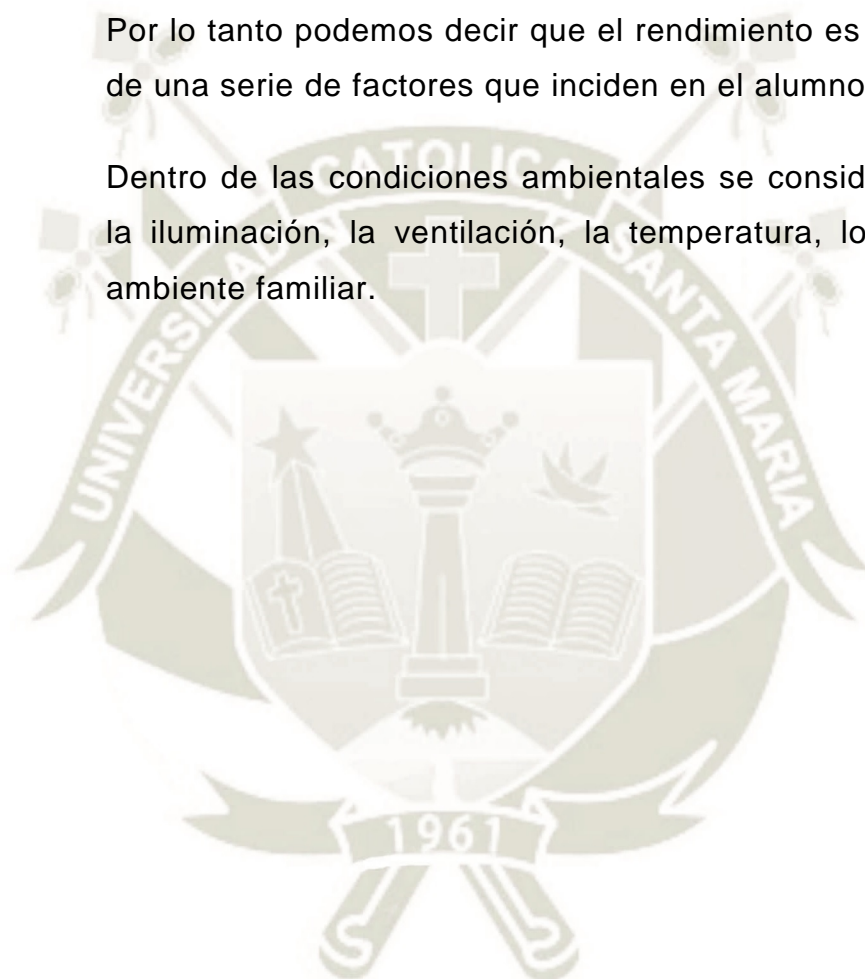 Por lo tanto podemos decir que el rendimiento es
de una serie de factores que inciden en el alumno
Dentro de las condiciones ambientales se consid
la iluminación, la ventilación, la temperatura, lo
ambiente familiar.
UNIVERSIDAD CATOLICA SANTA MARIA
1961